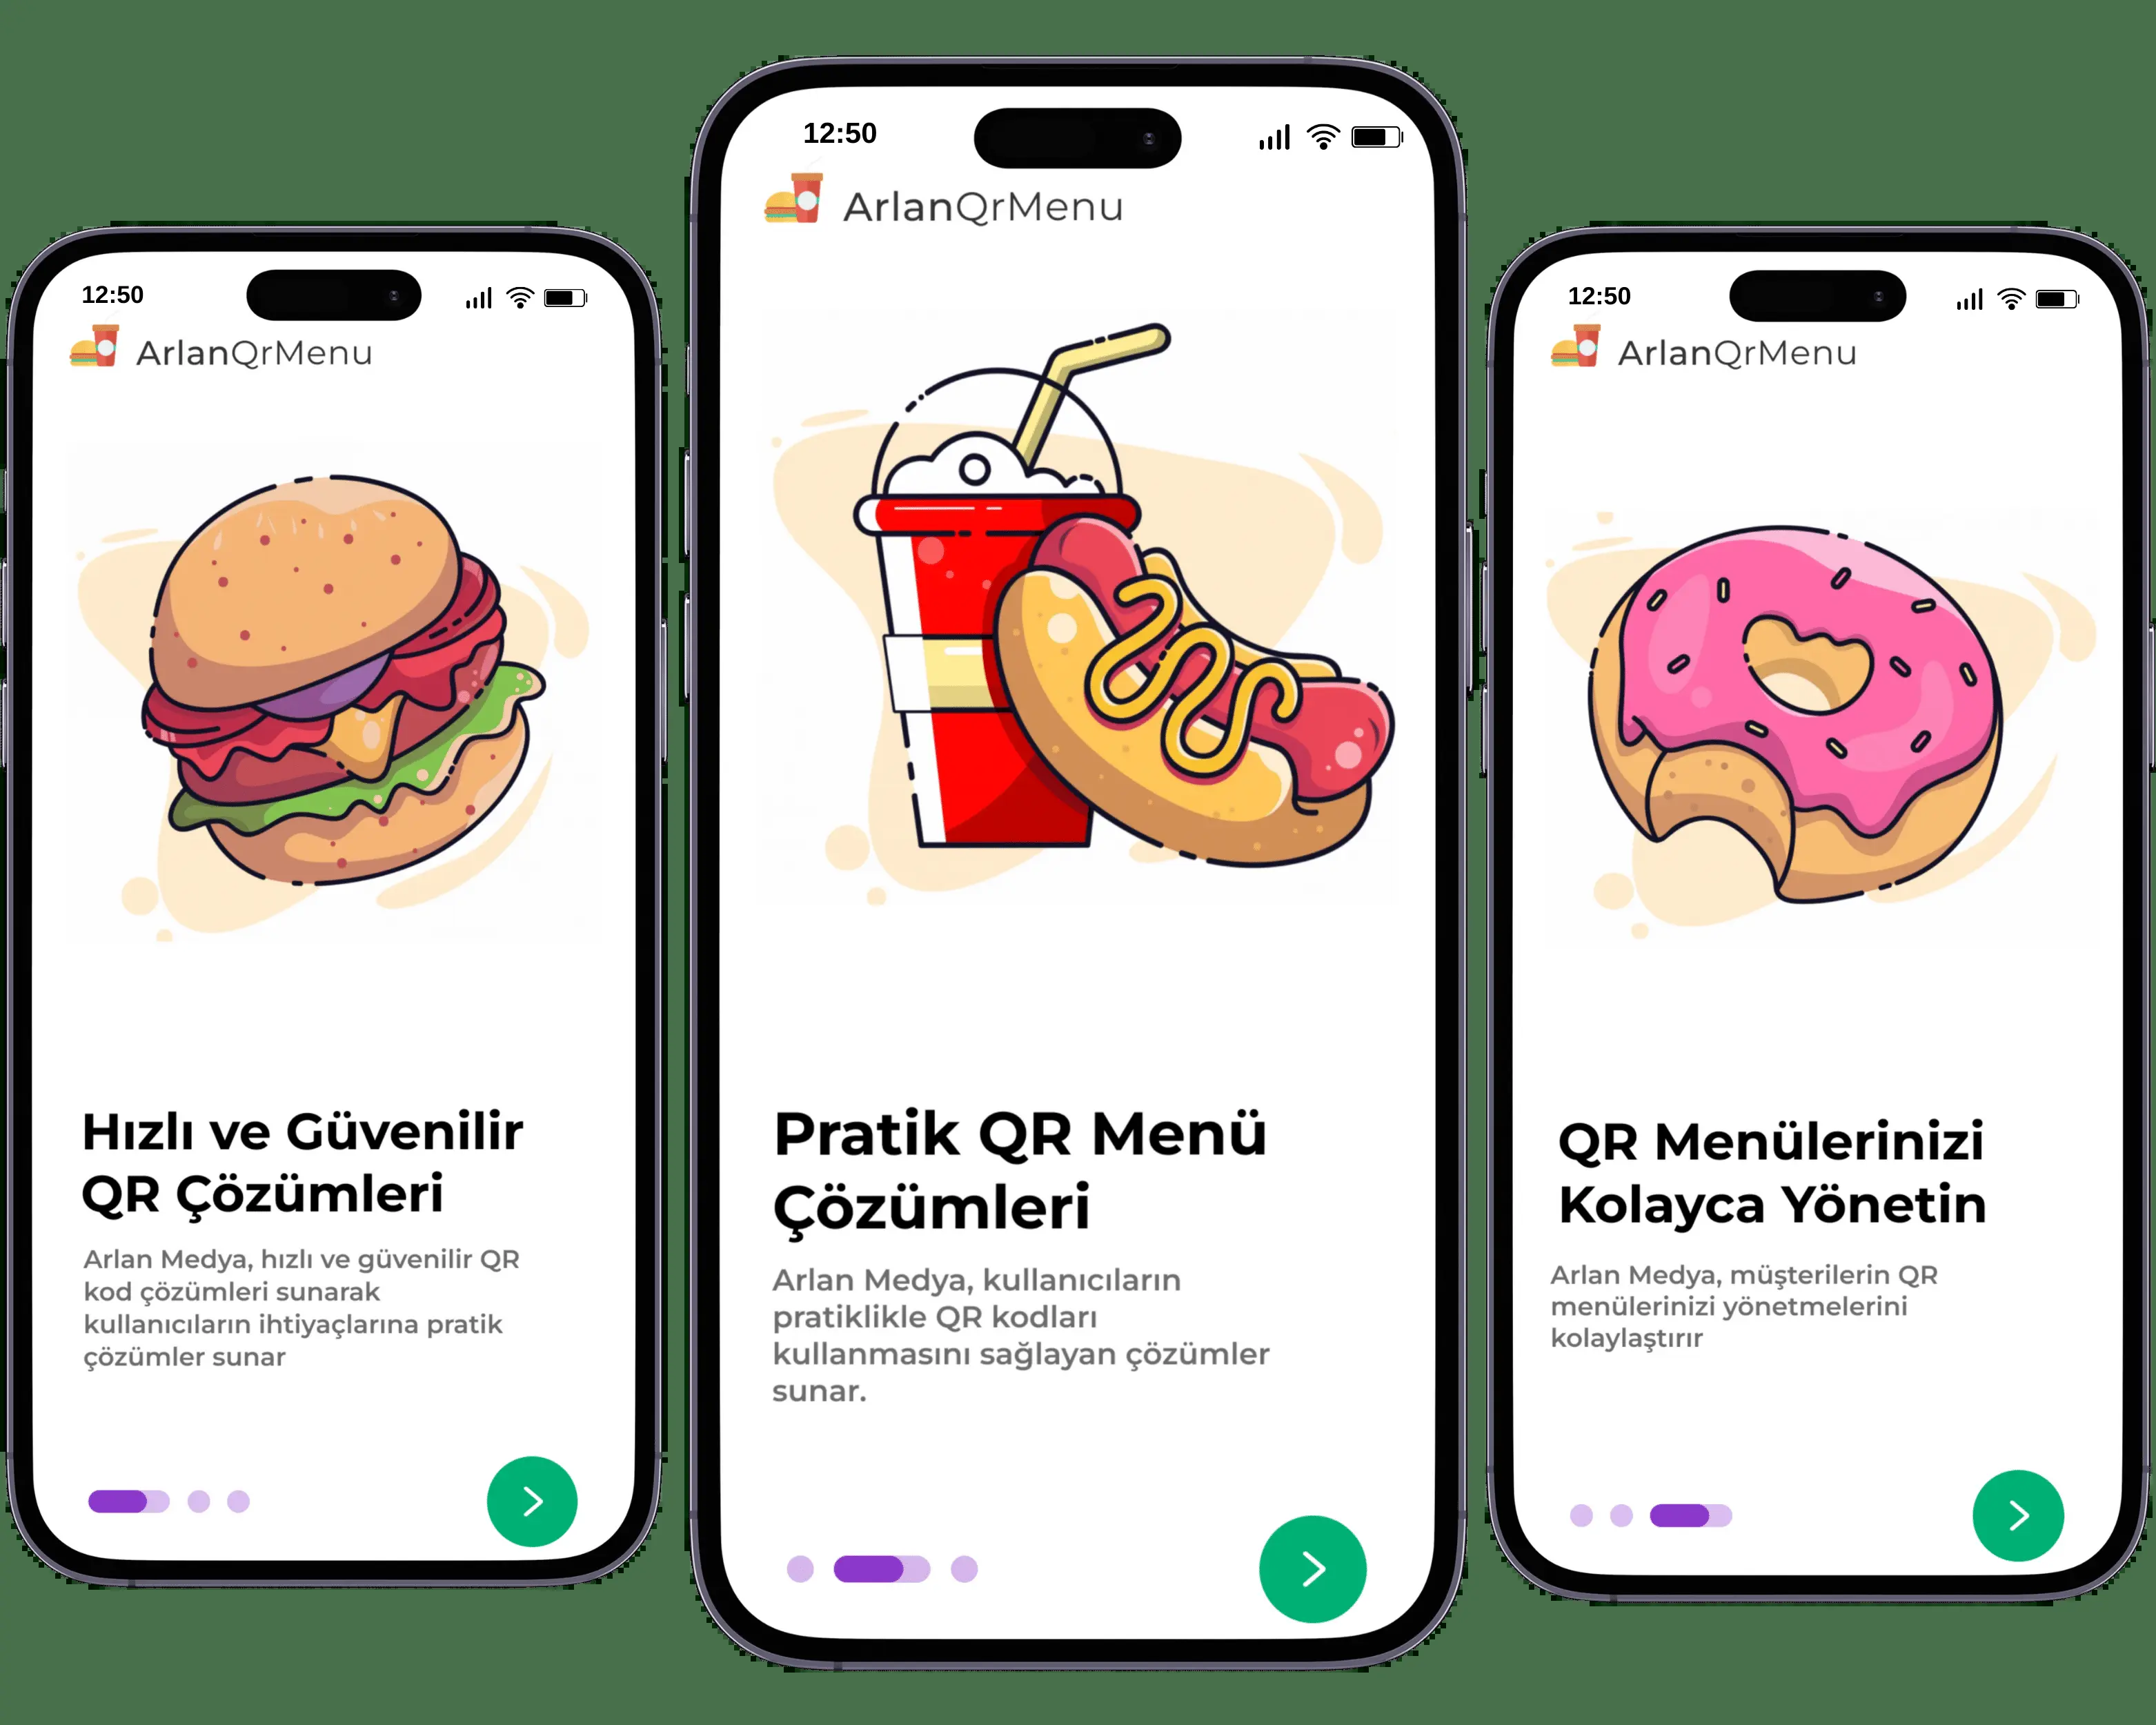 12:50
ArlanQrMenu
Hızlı ve Güvenilir
QR Çözümleri
Arlan Medya, hızlı ve güvenilir QR
kod çözümleri sunarak
kullanıcıların ihtiyaçlarına pratik
çözümler sunar
12:50
ArlanQrMenu
Pratik QR Menü
Çözümleri
Arlan Medya, kullanıcıların
pratiklikle QR kodları
kullanmasını sağlayan çözümler
sunar.
12:50
ArlanQrMenu
QR Menülerinizi
Kolayca Yönetin
Arlan Medya, müşterilerin QR
menülerinizi yönetmelerini
kolaylaştırır